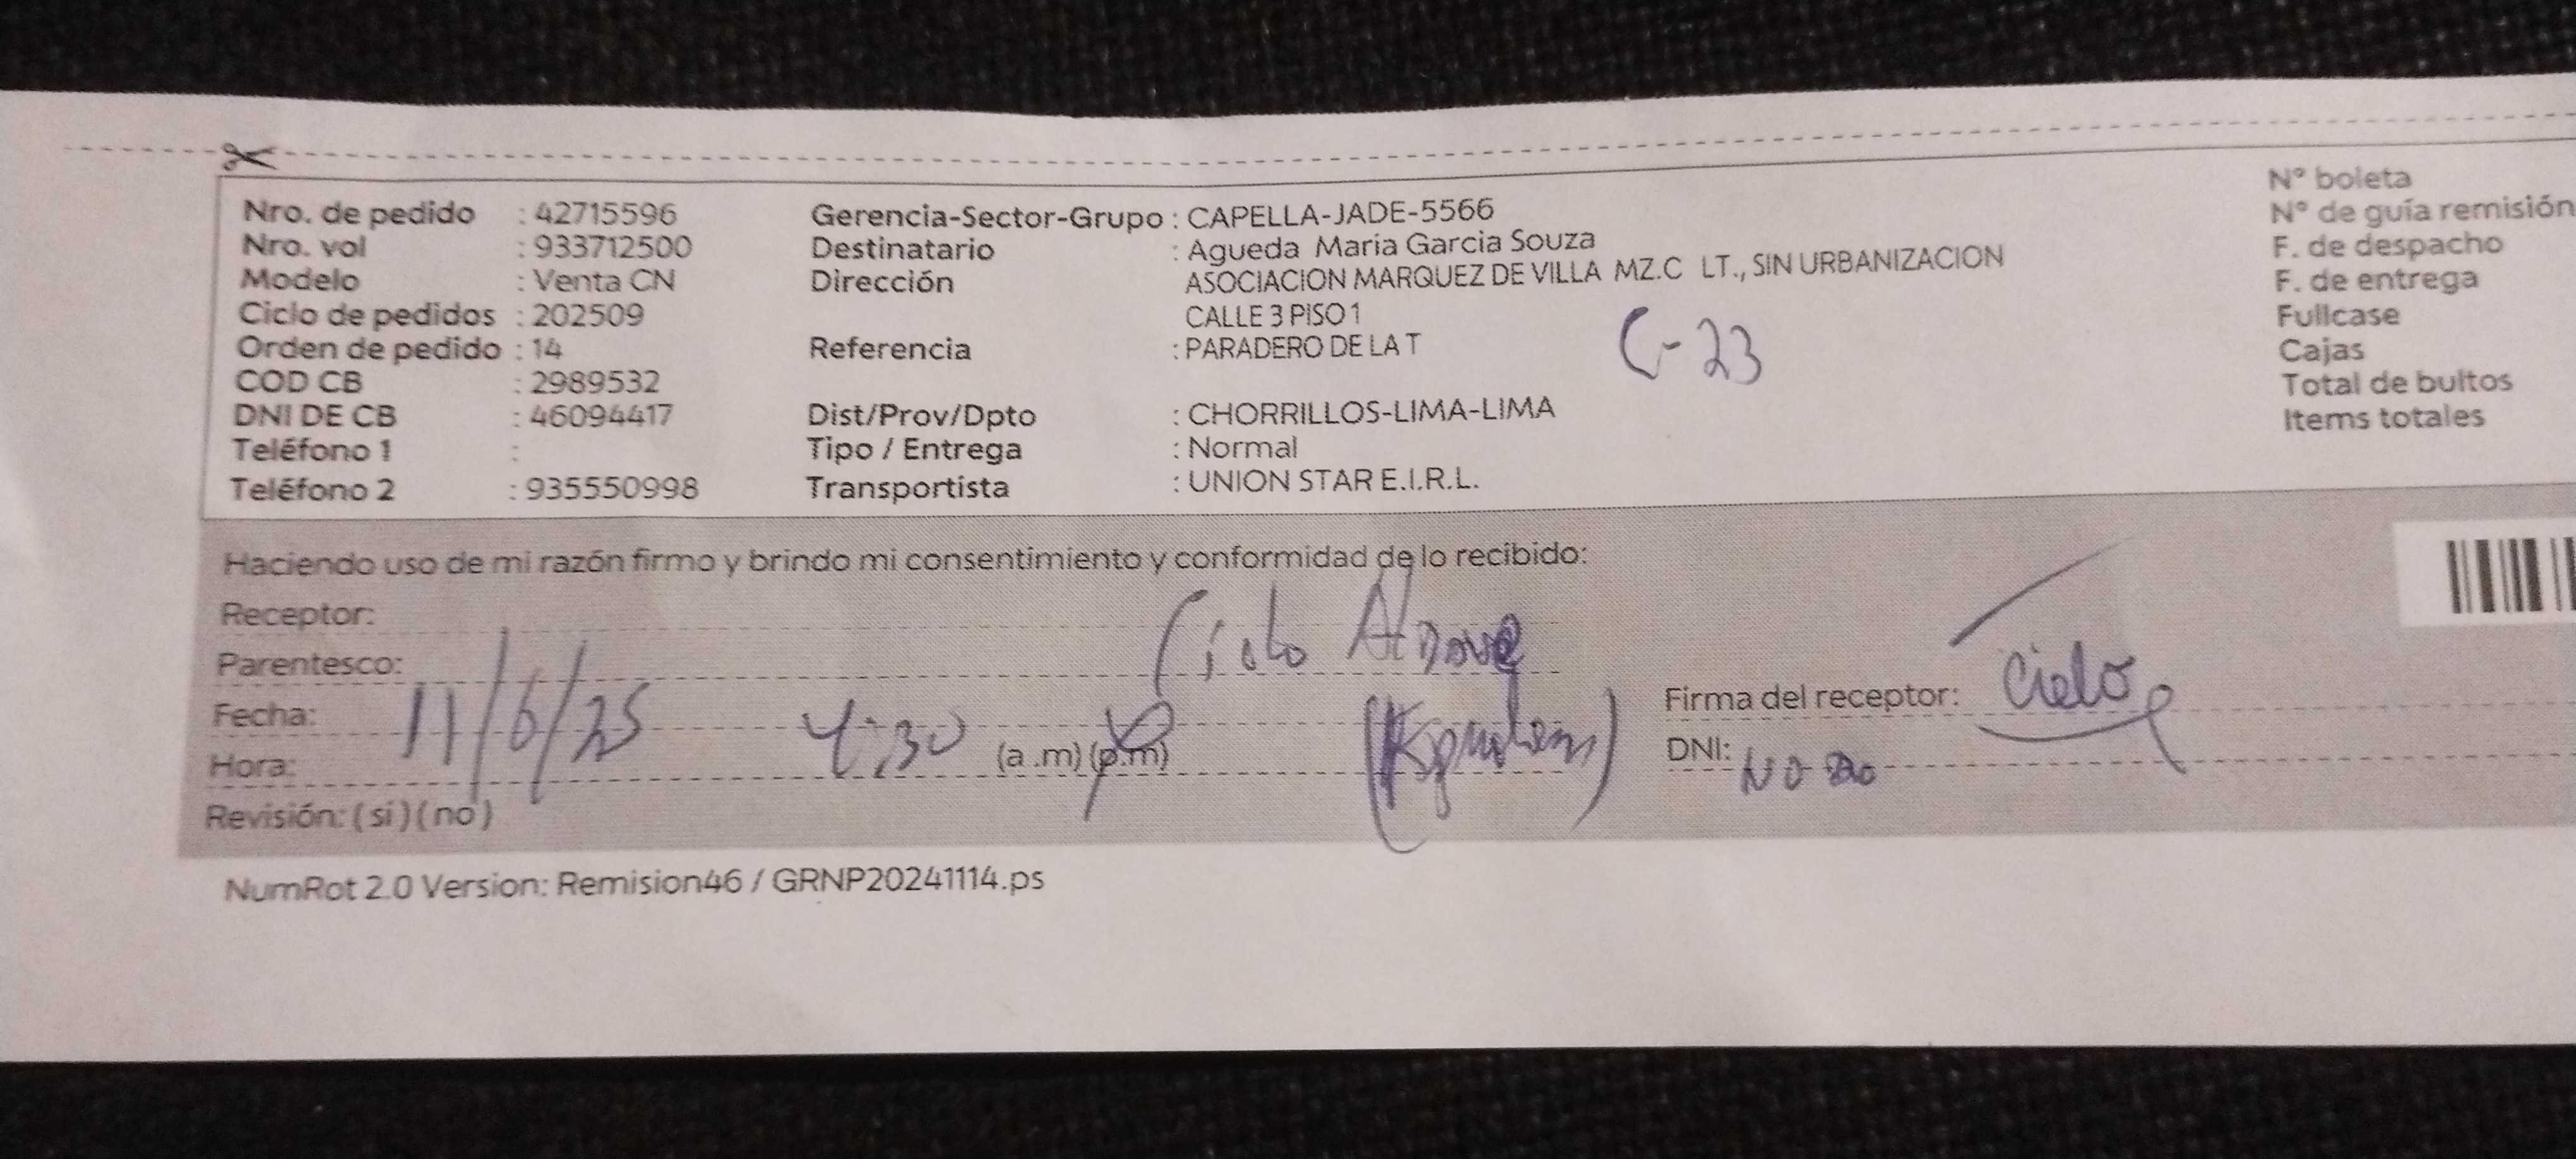 Nro. de pedido : 42715596
Nro. vol : 933712500
Modelo : Venta CN
Ciclo de pedidos : 202509
Orden de pedido : 14
COD CB : 2989532
DNI DE CB : 46094417
Teléfono 1 :
Teléfono 2 : 935550998
Gerencia-Sector-Grupo : CAPELLA-JADE-5566
Destinatario : Agueda María Garcia Souza
Dirección ASOCIACION MARQUEZ DE VILLA MZ.C LT., SIN URBANIZACION
CALLE 3 PISO 1
Referencia : PARADERO DE LA T
C-23
Dist/Prov/Dpto : CHORRILLOS-LIMA-LIMA
Tipo / Entrega : Normal
Transportista : UNION STAR E.I.R.L.
N° boleta
N° de guía remisión
F. de despacho
F. de entrega
Fullcase
Cajas
Total de bultos
Items totales
Haciendo uso de mi razón firmo y brindo mi consentimiento y conformidad de lo recibido:
Receptor:
Parentesco: Cielo
Fecha: 11/6/25
Hora: 4:30 (a.m) (p.m)
Revisión: (si) (no)
Firma del receptor: Cielo
DNI: NO
NumRot 2.0 Version: Remision46 / GRNP20241114.ps